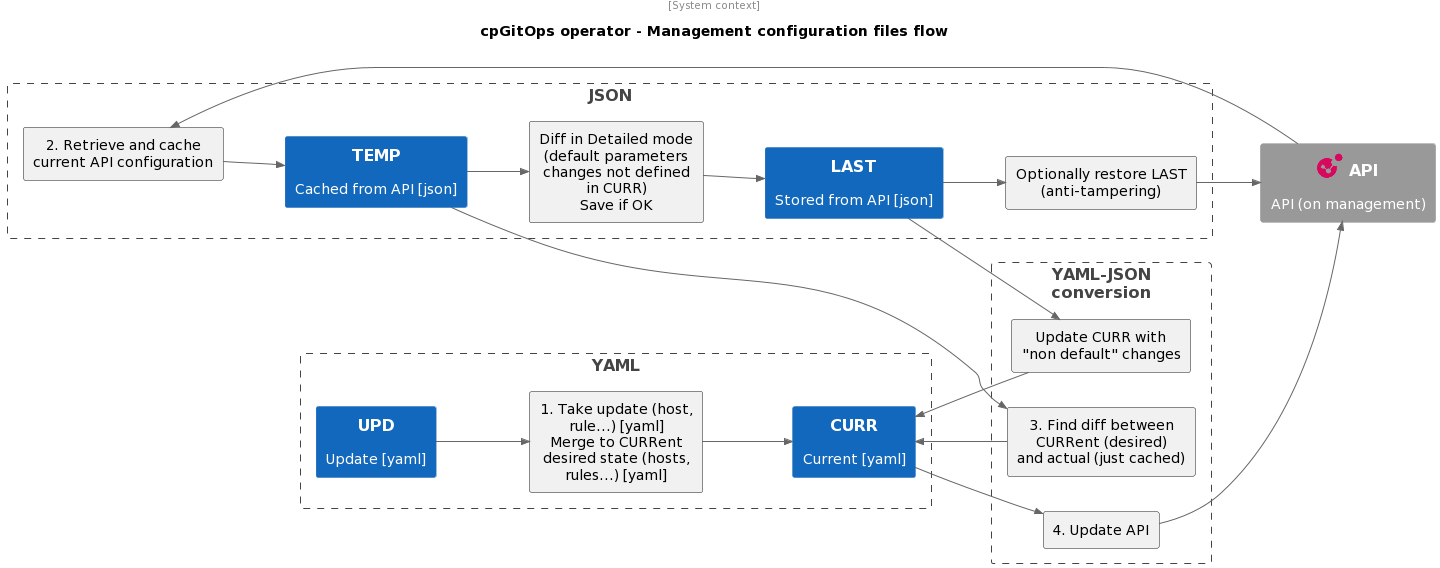 [System context]
cpGitOps operator - Management configuration files flow
JSON
2. Retrieve and cache
current API configuration
TEMP
Cached from API [json]
Diff in Detailed mode
(default parameters
changes not defined
in CURR)
Save if OK
LAST
Stored from API [json]
Optionally restore LAST
(anti-tampering)
API
API (on management)
YAML-JSON
conversion
Update CURR with
"non default" changes
YAML
UPD
Update [yaml]
1. Take update (host,
rule...) [yaml]
Merge to CURRent
desired state (hosts,
rules...) [yaml]
CURR
Current [yaml]
3. Find diff between
CURRent (desired)
and actual (just cached)
4. Update API